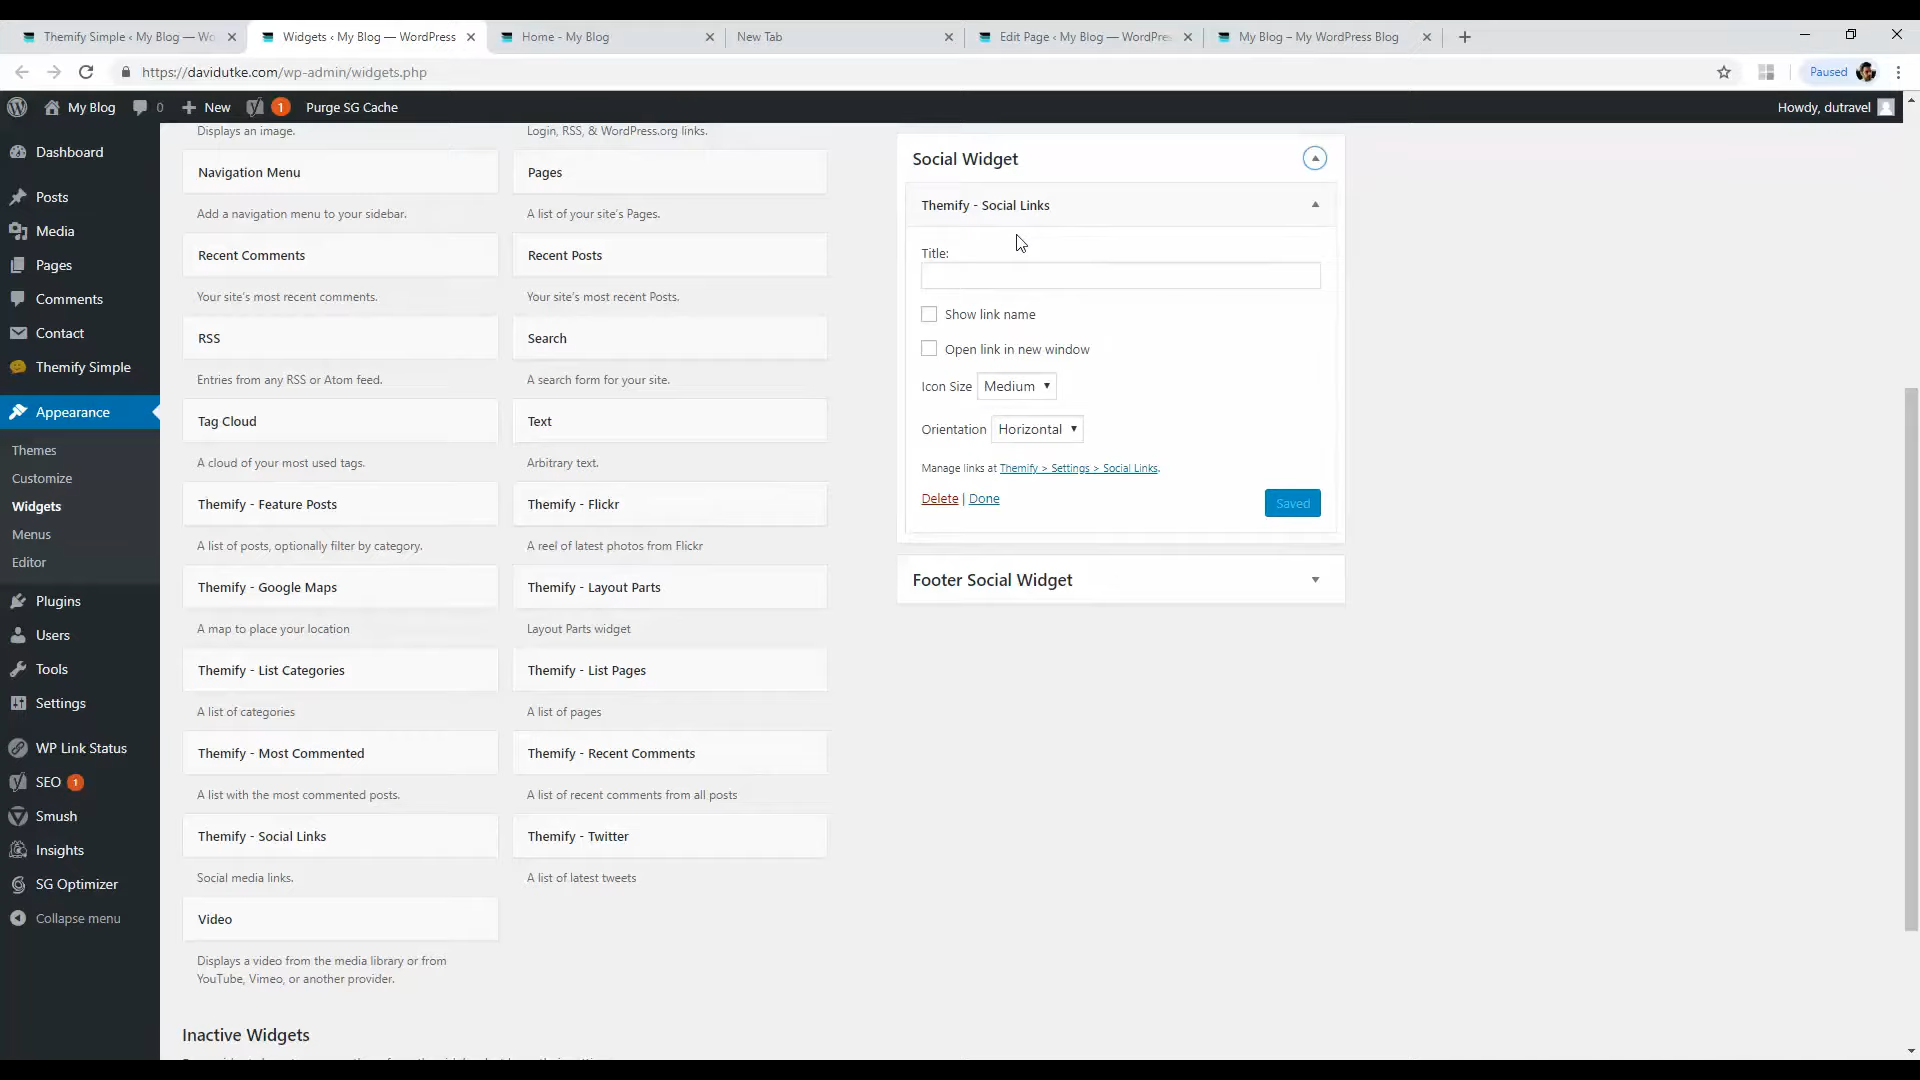 Themify Simple ‹ My Blog — Wo
Widgets ‹ My Blog — WordPress
Home - My Blog
New Tab
Edit Page ‹ My Blog — WordPres
My Blog – My WordPress Blog
https://davidutke.com/wp-admin/widgets.php
Paused
My Blog
0
New
1
Purge SG Cache
Howdy, dutravel
Dashboard
Posts
Media
Pages
Comments
Contact
Themify Simple
Appearance
Themes
Customize
Widgets
Menus
Editor
Plugins
Users
Tools
Settings
WP Link Status
SEO 1
Smush
Insights
SG Optimizer
Collapse menu
Displays an image.
Login, RSS, & WordPress.org links.
Navigation Menu
Pages
Add a navigation menu to your sidebar.
A list of your site's Pages.
Recent Comments
Recent Posts
Your site's most recent comments.
Your site's most recent Posts.
RSS
Search
Entries from any RSS or Atom feed.
A search form for your site.
Tag Cloud
Text
A cloud of your most used tags.
Arbitrary text.
Themify - Feature Posts
Themify - Flickr
A list of posts, optionally filter by category.
A reel of latest photos from Flickr
Themify - Google Maps
Themify - Layout Parts
A map to place your location
Layout Parts widget
Themify - List Categories
Themify - List Pages
A list of categories
A list of pages
Themify - Most Commented
Themify - Recent Comments
A list with the most commented posts.
A list of recent comments from all posts
Themify - Social Links
Themify - Twitter
Social media links.
A list of latest tweets
Video
Displays a video from the media library or from
YouTube, Vimeo, or another provider.
Inactive Widgets
Social Widget
Themify - Social Links
Title:
Show link name
Open link in new window
Icon Size Medium
Orientation Horizontal
Manage links at Themify > Settings > Social Links.
Delete | Done
Saved
Footer Social Widget